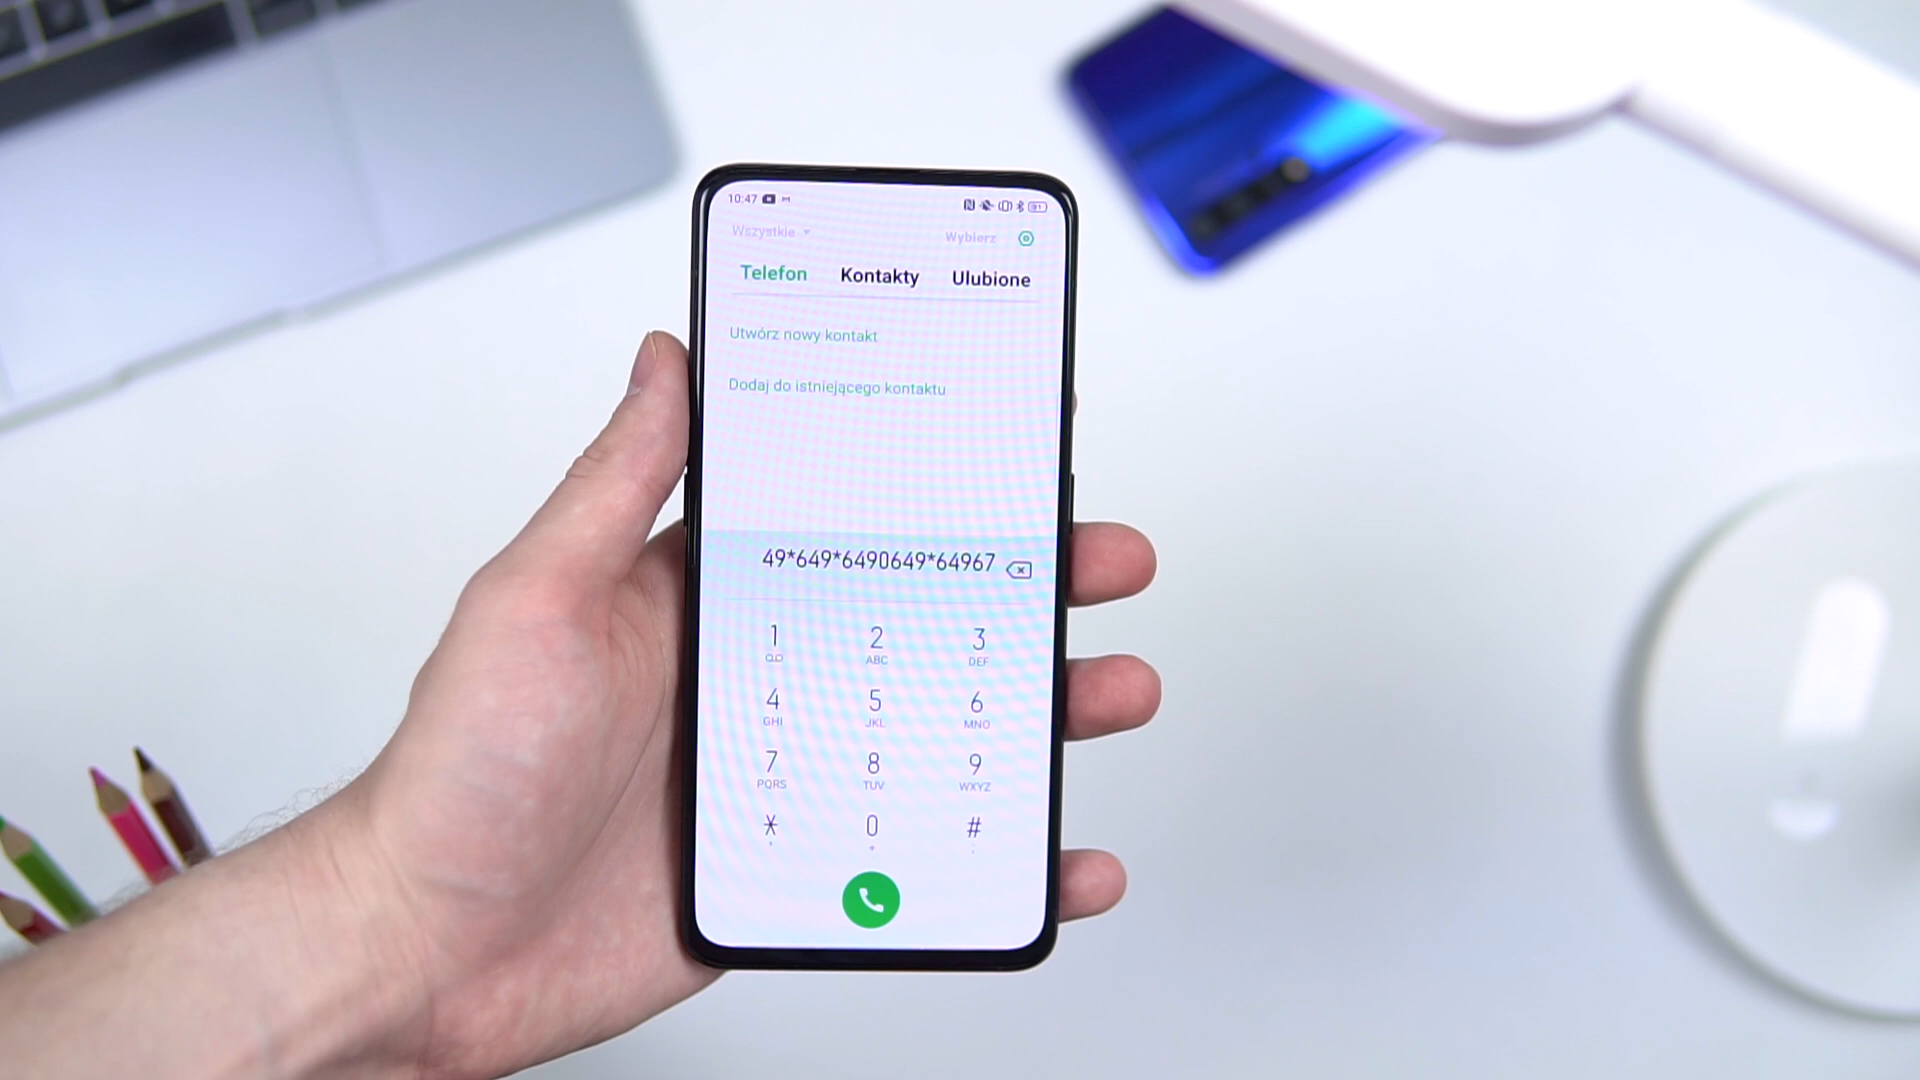 10:47
Wszystkie
Wybierz
Telefon Kontakty Ulubione
Utwórz nowy kontakt
Dodaj do istniejącego kontaktu
49*649*6490649*64967
1 2 3
ABC DEF
4 5 6
GHI JKL MNO
7 8 9
PQRS TUV WXYZ
* 0 #